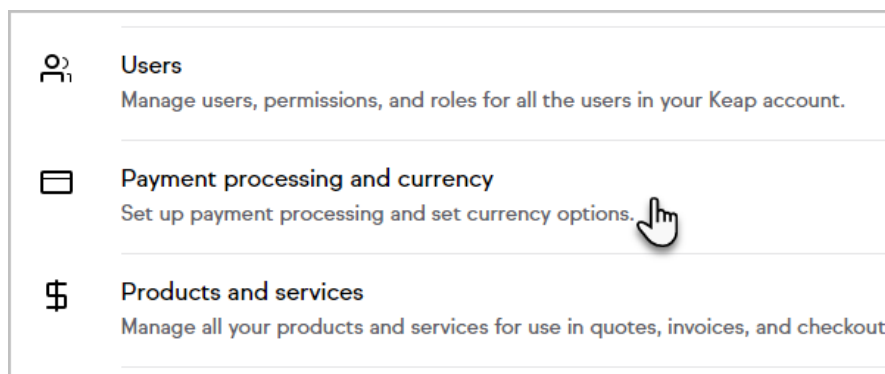 Users
Manage users, permissions, and roles for all the users in your Keap account.
Payment processing and currency
Set up payment processing and set currency options.
Products and services
Manage all your products and services for use in quotes, invoices, and checkout